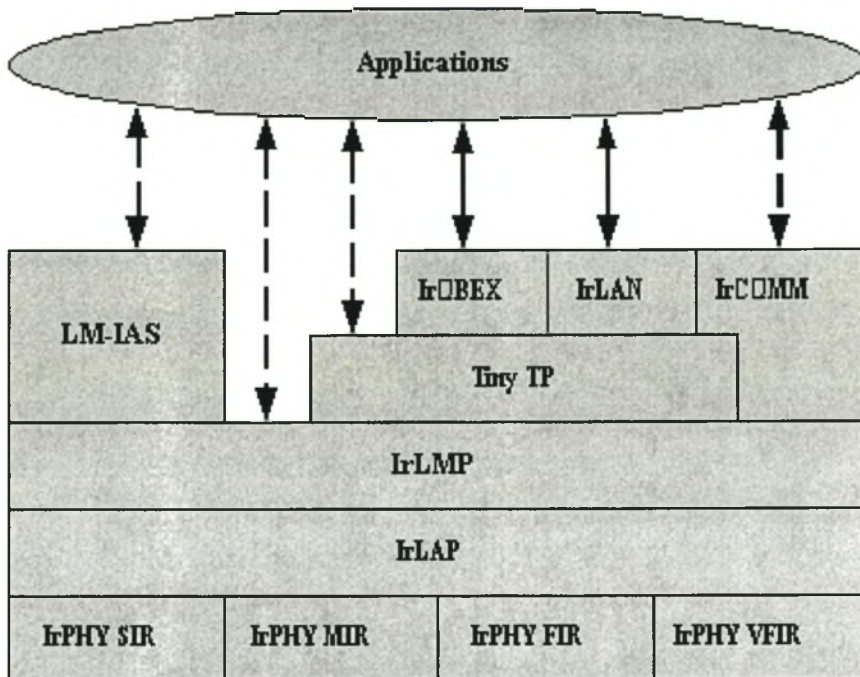 Applications
IrOBEX IrLAN IrCOMM
LM-IAS
Tiny TP
IrLMP
IrLAP
IrPHY SIR IrPHY MIR IrPHY FIR IrPHY VFIR